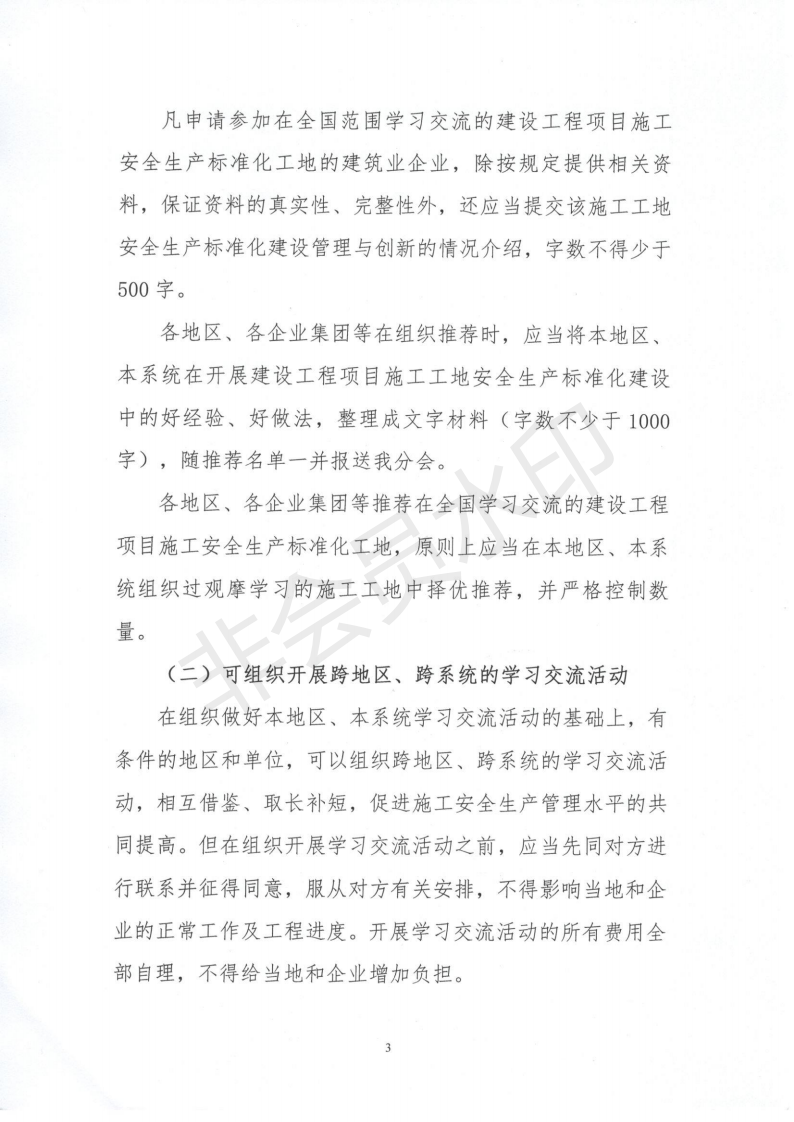 凡申请参加在全国范围学习交流的建设工程项目施工
安全生产标准化工地的建筑业企业，除按规定提供相关资
料，保证资料的真实性、完整性外，还应当提交该施工工地
安全生产标准化建设管理与创新的情况介绍，字数不得少于
500 字。
各地区、各企业集团等在组织推荐时，应当将本地区、
本系统在开展建设工程项目施工工地安全生产标准化建设
中的好经验、好做法，整理成文字材料（字数不少于 1000
字），随推荐名单一并报送我分会。
各地区、各企业集团等推荐在全国学习交流的建设工程
项目施工安全生产标准化工地，原则上应当在本地区、本系
统组织过观摩学习的施工工地中择优推荐，并严格控制数
量。
（二）可组织开展跨地区、跨系统的学习交流活动
在组织做好本地区、本系统学习交流活动的基础上，有
条件的地区和单位，可以组织跨地区、跨系统的学习交流活
动，相互借鉴、取长补短，促进施工安全生产管理水平的共
同提高。但在组织开展学习交流活动之前，应当先同对方进
行联系并征得同意，服从对方有关安排，不得影响当地和企
业的正常工作及工程进度。开展学习交流活动的所有费用全
部自理，不得给当地和企业增加负担。
3
非会员水印